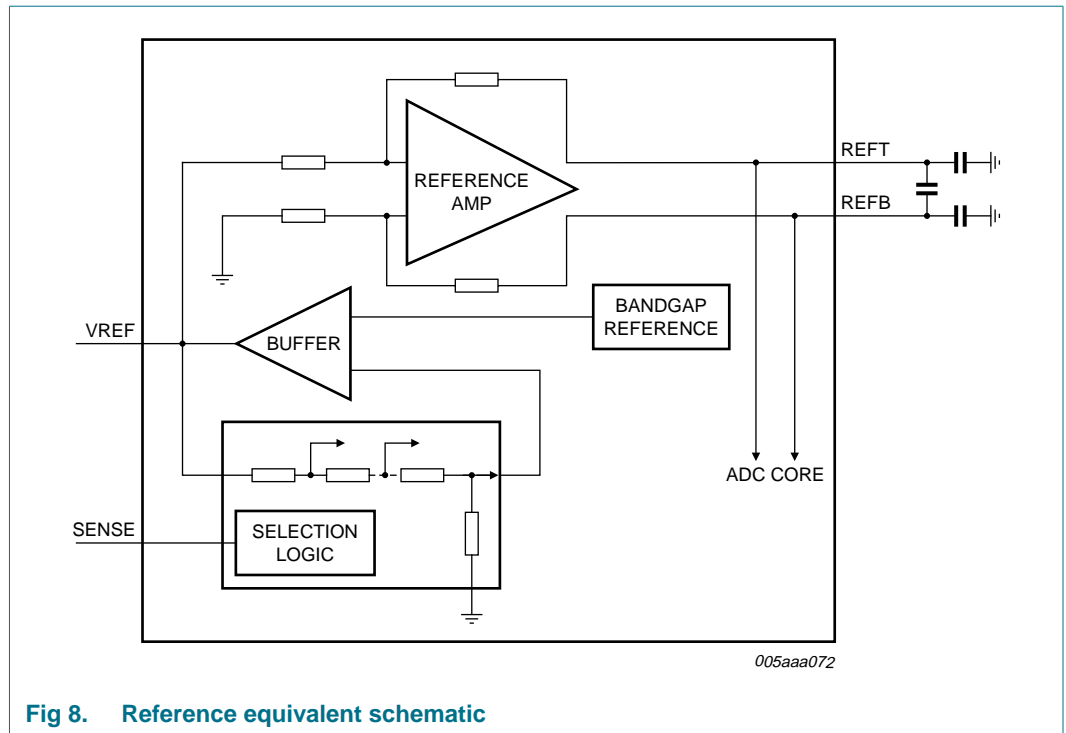 REFT
REFERENCE
AMP
REFB
BANDGAP
REFERENCE
VREF
BUFFER
ADC CORE
SENSE
SELECTION
LOGIC
005aaa072
Fig 8. Reference equivalent schematic